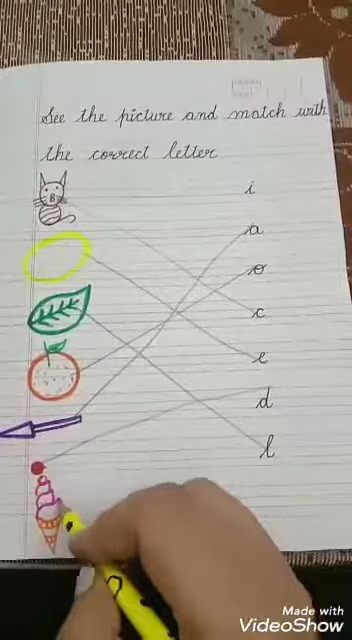 See the picture and match with
the correct letter
i
a
o
c
e
d
l
Made with
VideoShow